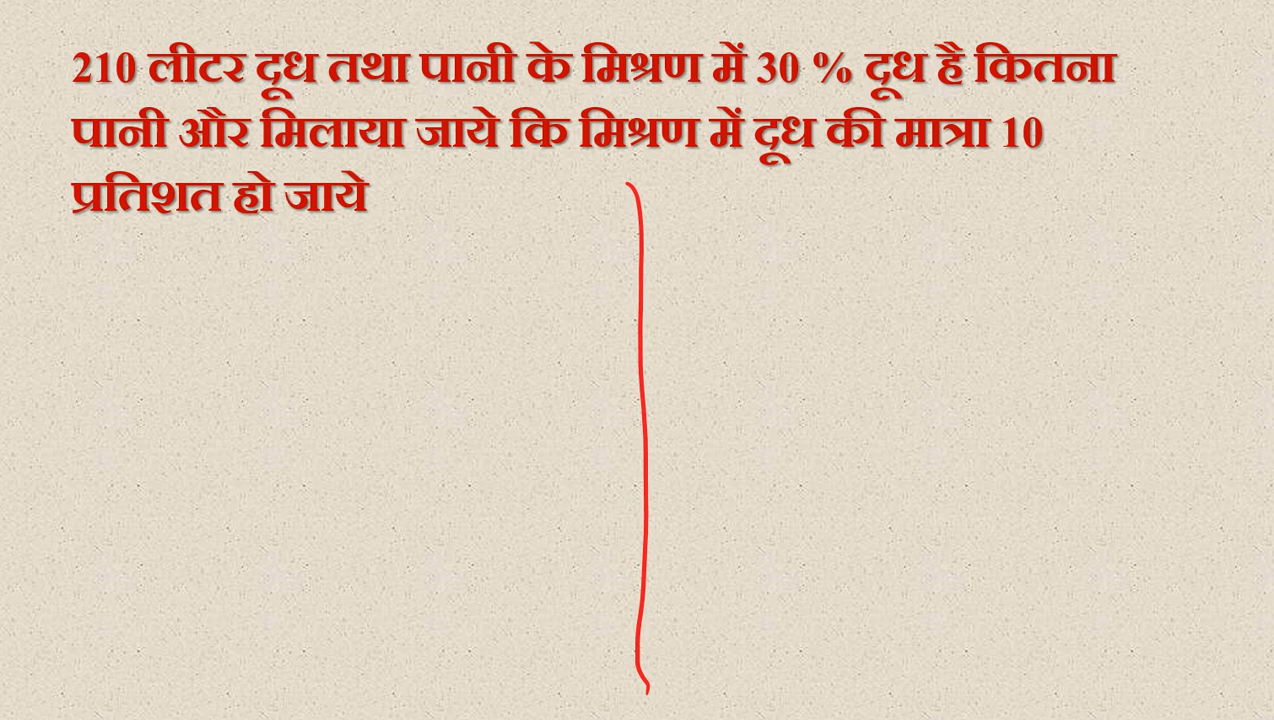 210 लीटर दूध तथा पानी के मिश्रण में 30 % दूध है कितना
पानी और मिलाया जाये कि मिश्रण में दूध की मात्रा 10
प्रतिशत हो जाये